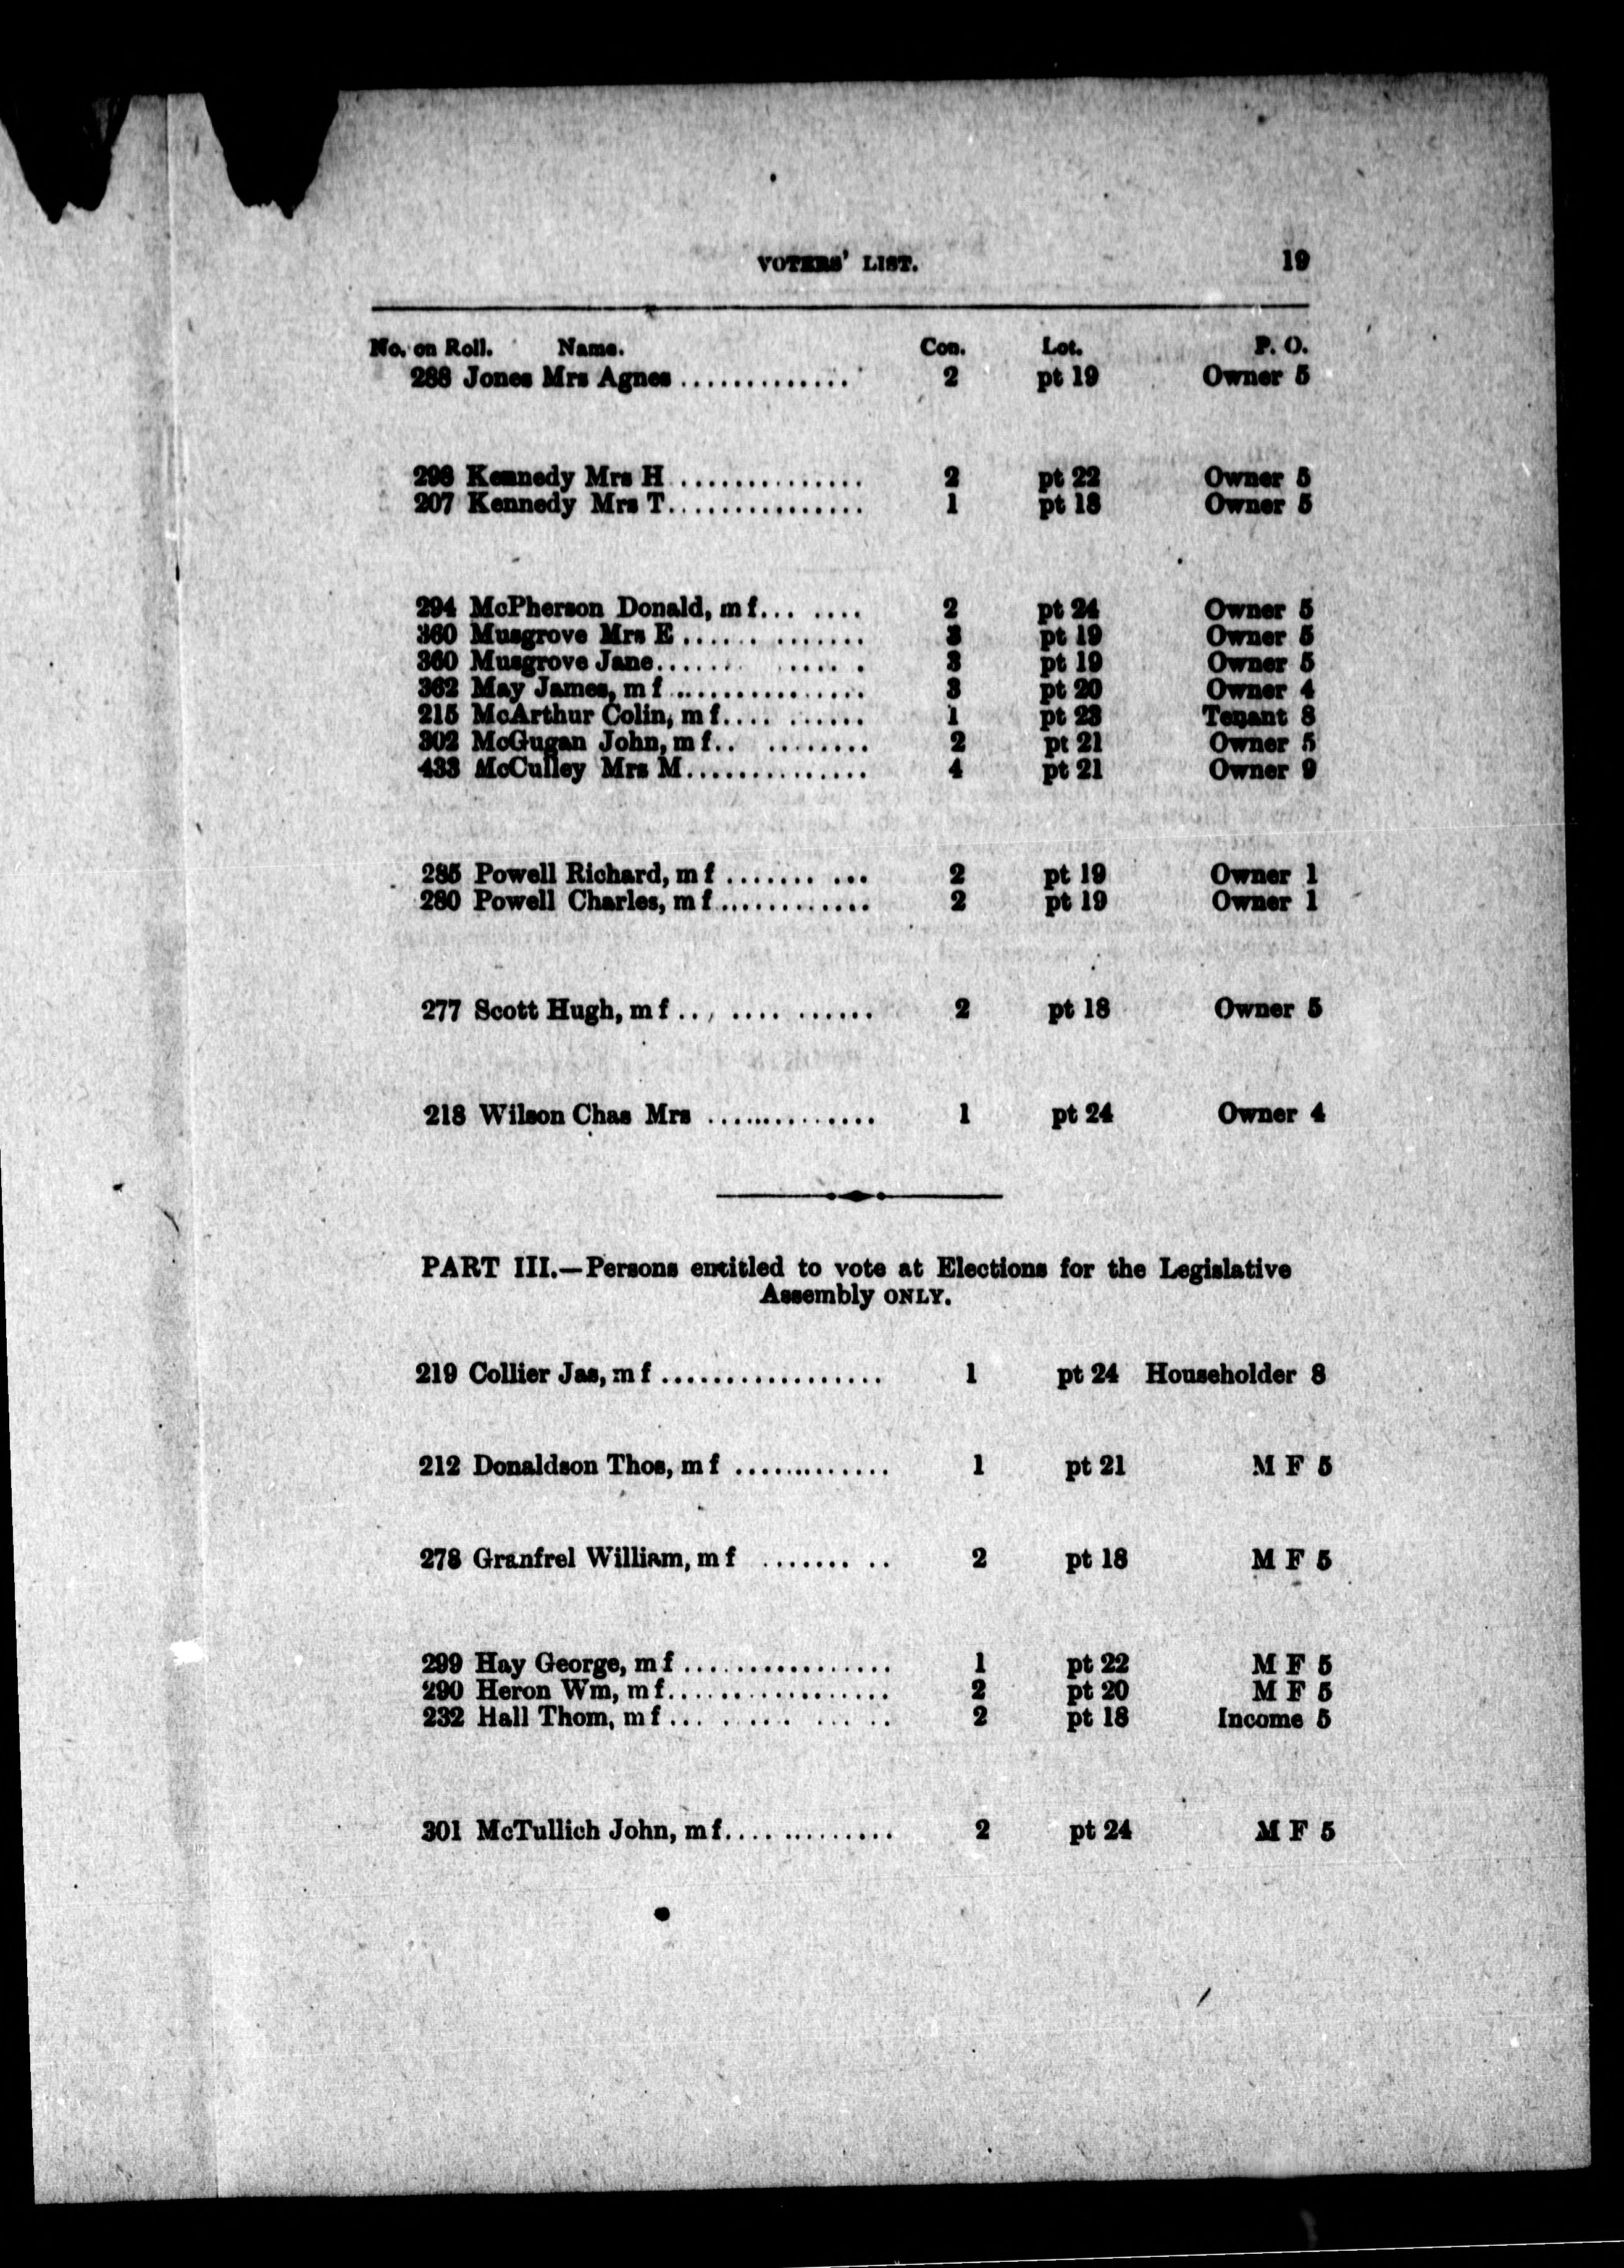 VOTERS' LIST. 19
No. on Roll. Name. Con. Lot. P. O.
288 Jones Mrs Agnes ............. 2 pt 19 Owner 5
298 Kennedy Mrs H .............. 2 pt 22 Owner 5
207 Kennedy Mrs T............... 1 pt 18 Owner 5
294 McPherson Donald, m f... .... 2 pt 24 Owner 5
360 Musgrove Mrs E ...... ....... 3 pt 19 Owner 5
360 Musgrove Jane...... ...... 3 pt 19 Owner 5
362 May James, m f ................ 3 pt 20 Owner 4
215 McArthur Colin, m f.... ...... 1 pt 23 Tenant 8
302 McGugan John, m f.. ........ 2 pt 21 Owner 5
433 McCulley Mrs M.............. 4 pt 21 Owner 9
285 Powell Richard, m f ....... ... 2 pt 19 Owner 1
280 Powell Charles, m f ............ 2 pt 19 Owner 1
277 Scott Hugh, m f ... .... ...... 2 pt 18 Owner 5
218 Wilson Chas Mrs .............. 1 pt 24 Owner 4
PART III.—Persons entitled to vote at Elections for the Legislative
Assembly ONLY.
219 Collier Jas, m f ................. 1 pt 24 Householder 8
212 Donaldson Thos, m f ............. 1 pt 21 M F 5
278 Granfrel William, m f ....... .. 2 pt 18 M F 5
299 Hay George, m f ................ 1 pt 22 M F 5
290 Heron Wm, m f................. 2 pt 20 M F 5
232 Hall Thom, m f... . ... ... .. 2 pt 18 Income 5
301 McTullich John, m f.............. 2 pt 24 M F 5